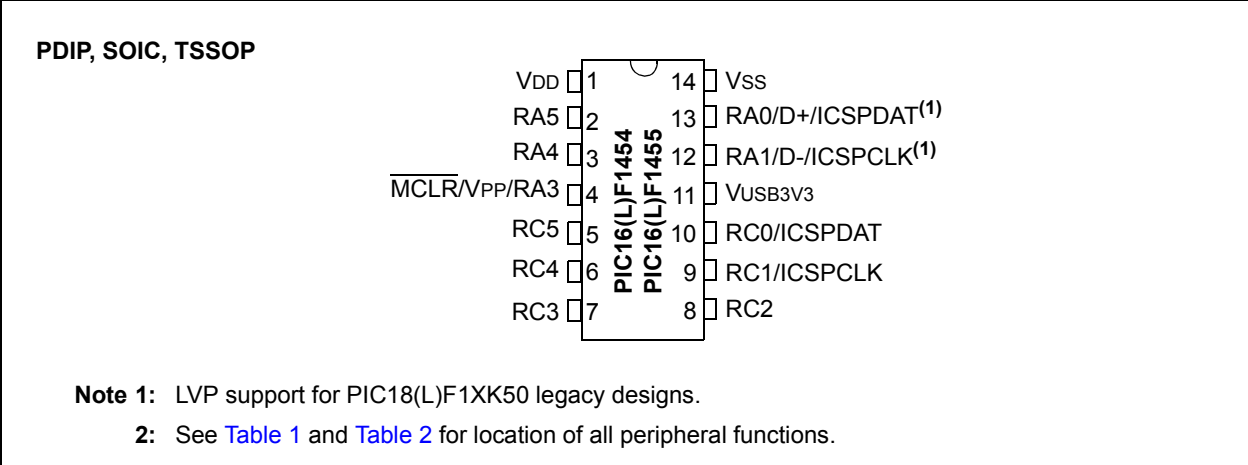 PDIP, SOIC, TSSOP
VDD 1 14 VSS
RA5 2 13 RA0/D+/ICSPDAT(1)
RA4 3 12 RA1/D-/ICSPCLK(1)
MCLR/VPP/RA3 4 11 VUSB3V3
RC5 5 10 RC0/ICSPDAT
RC4 6 9 RC1/ICSPCLK
RC3 7 8 RC2
PIC16(L)F1454
PIC16(L)F1455
Note 1: LVP support for PIC18(L)F1XK50 legacy designs.
2: See Table 1 and Table 2 for location of all peripheral functions.